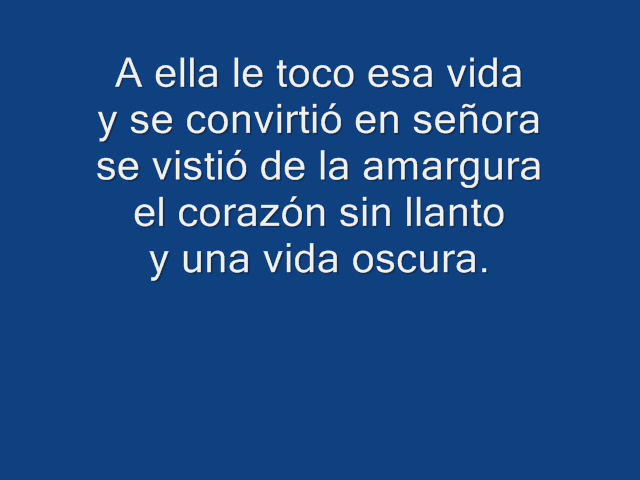 A ella le toco esa vida
y se convirtió en señora
se vistió de la amargura
el corazón sin llanto
y una vida oscura.